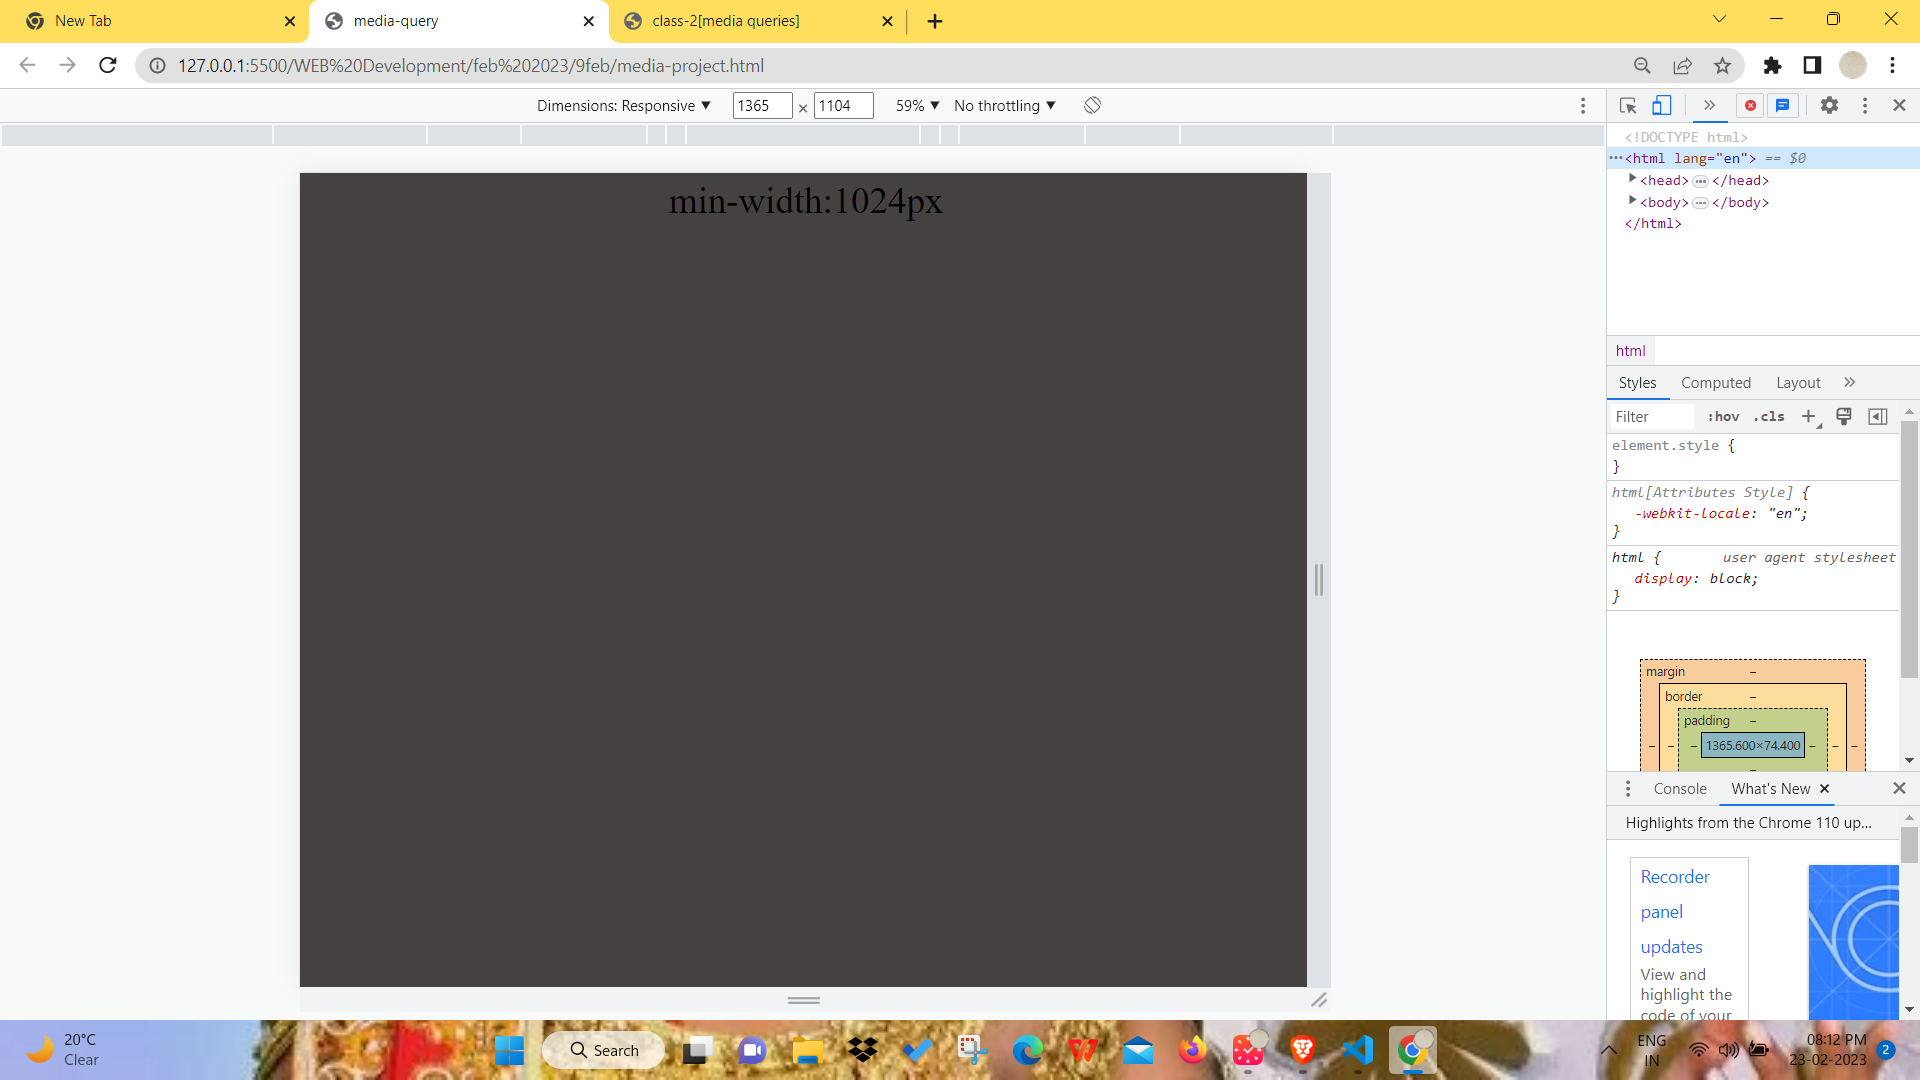 New Tab
media-query
class-2[media queries]
127.0.0.1:5500/WEB%20Development/feb%202023/9feb/media-project.html
Dimensions: Responsive ▼ 1365 × 1104 59% ▼ No throttling ▼
min-width:1024px
<!DOCTYPE html>
<html lang="en"> == $0
<head> ••• </head>
<body> ••• </body>
</html>
html
Styles Computed Layout
Filter :hov .cls
element.style {
}
html[Attributes Style] {
-webkit-locale: "en";
}
html { user agent stylesheet
display: block;
}
margin –
border –
padding –
– – – 1365.600×74.400 – – –
–
Console What's New
Highlights from the Chrome 110 up...
Recorder
panel
updates
View and
highlight the
code of your
20°C
Clear
Search
ENG
IN
08:12 PM
23-02-2023
2